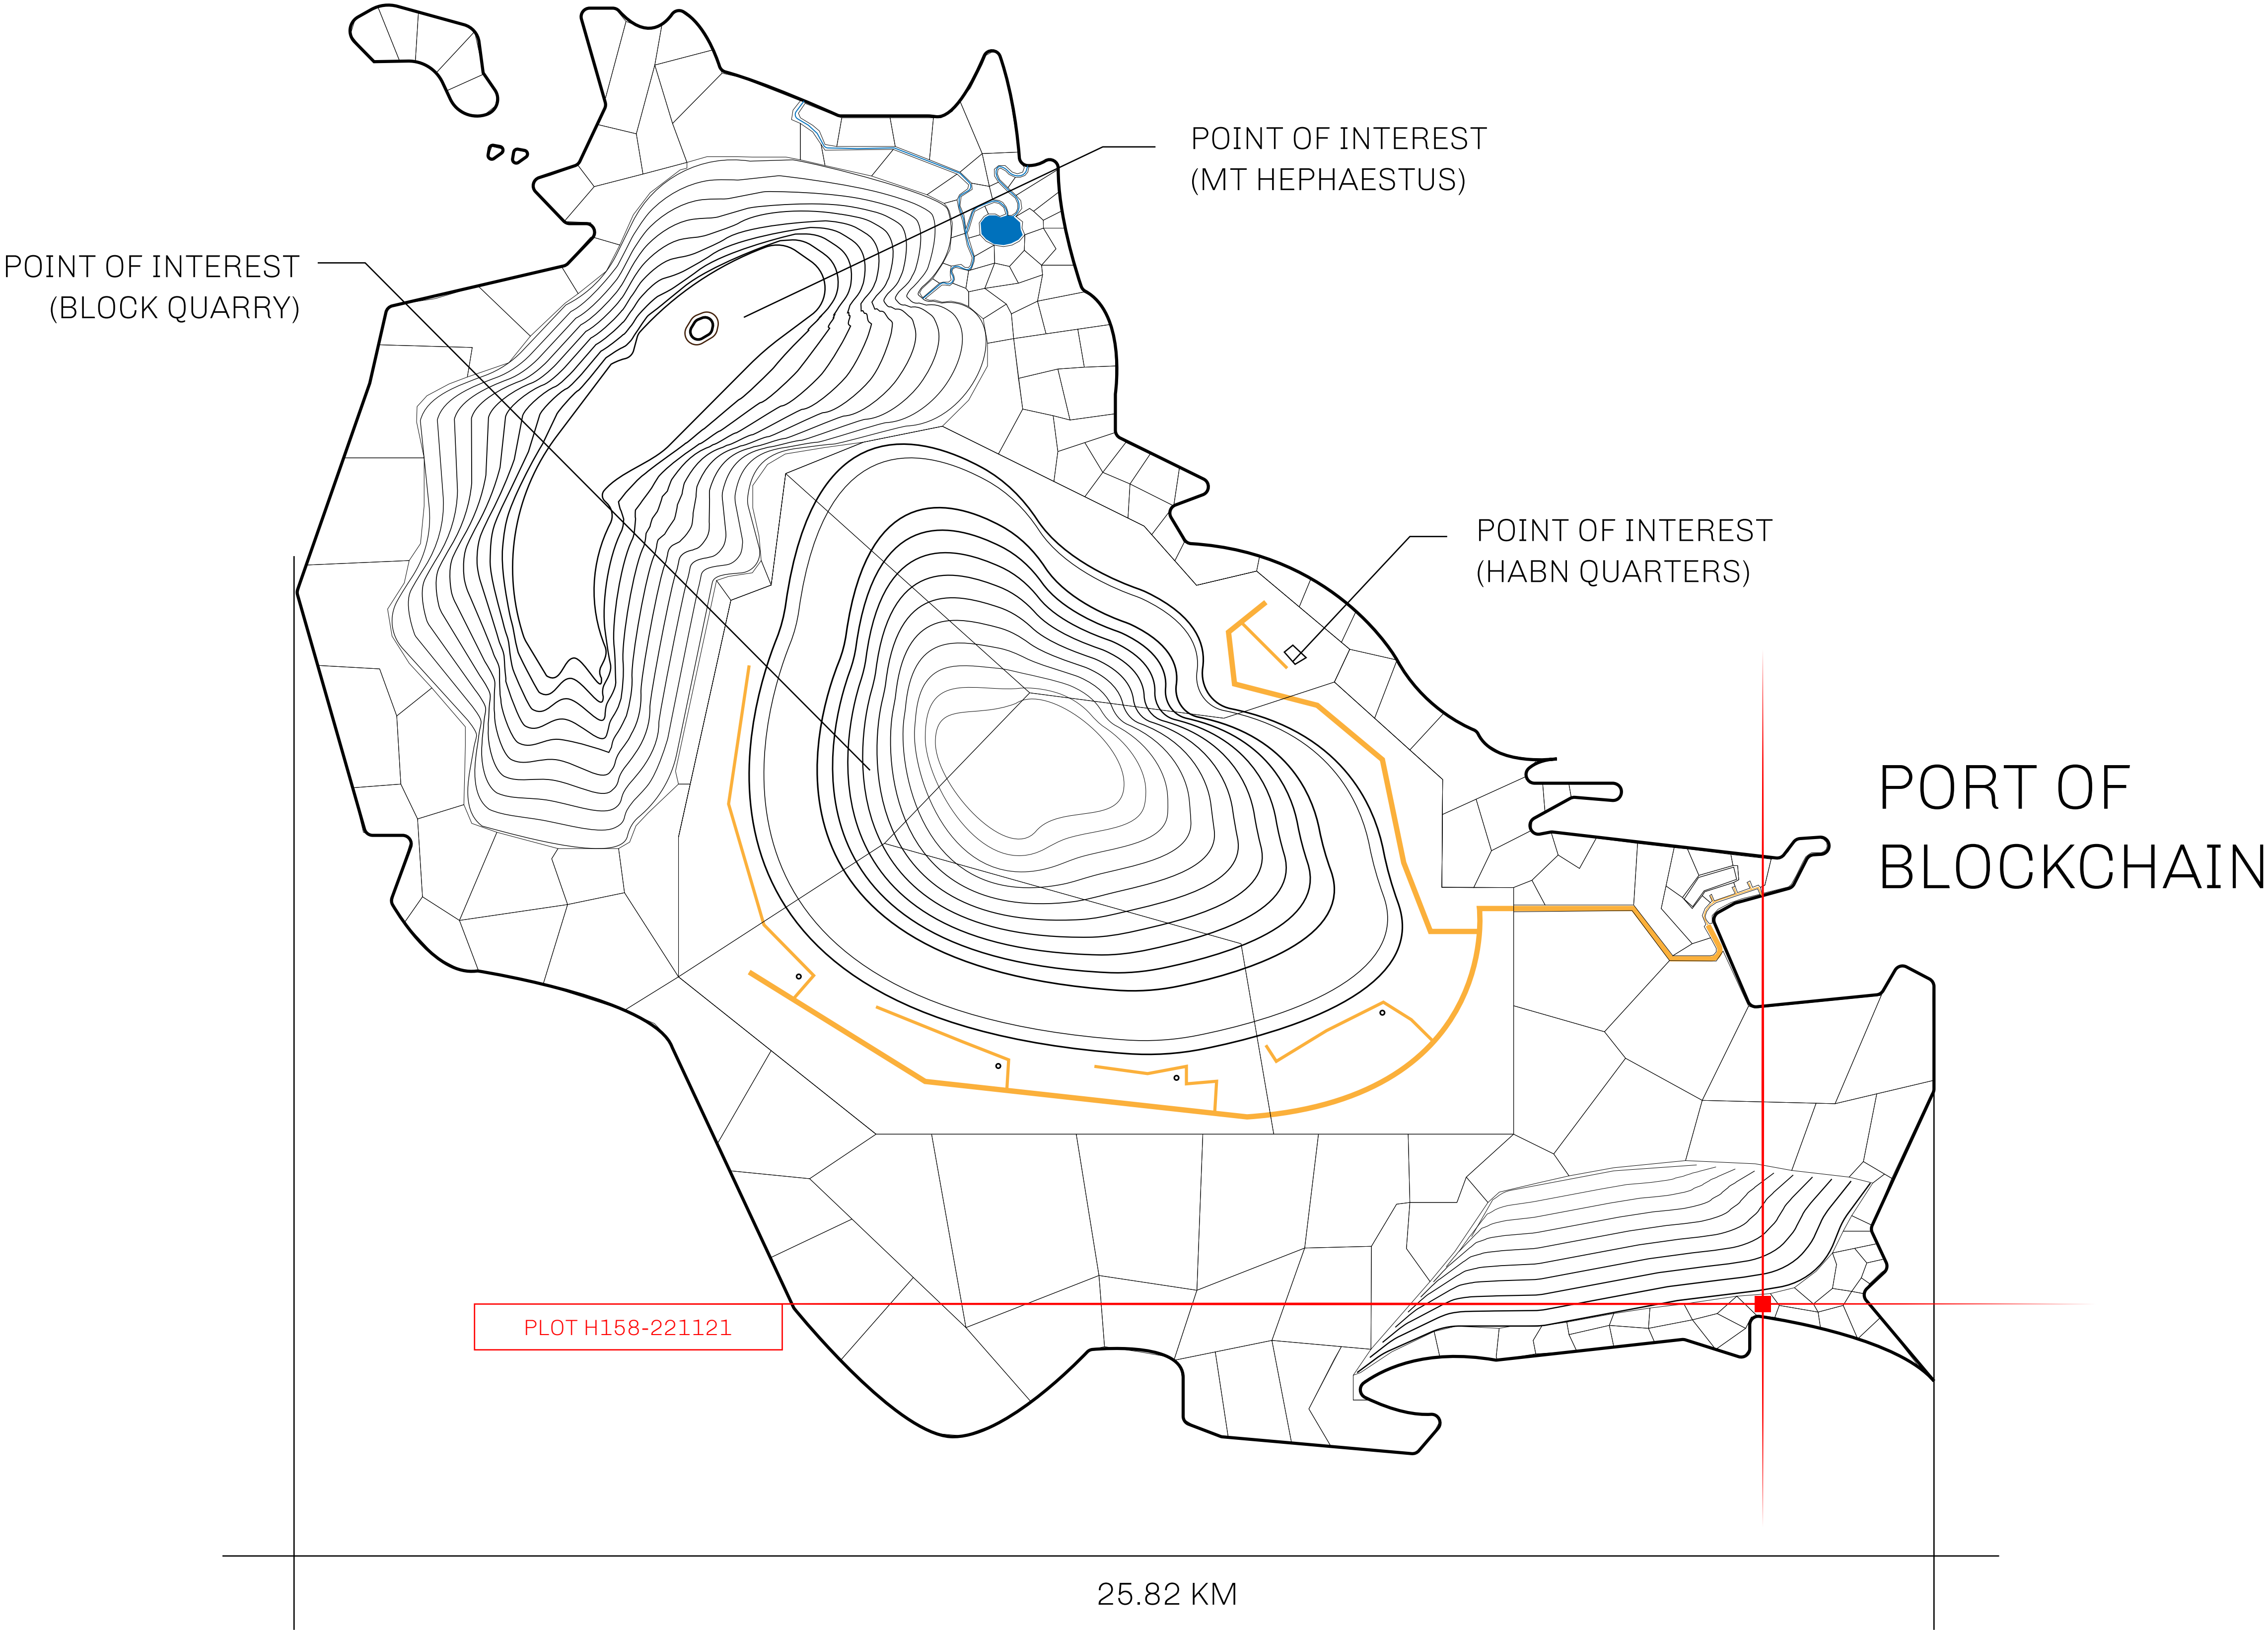 POINT OF INTEREST
(MT HEPHAESTUS)
POINT OF INTEREST
(BLOCK QUARRY)
POINT OF INTEREST
(HABN QUARTERS)
PORT OF
BLOCKCHAIN
PLOT H158-221121
25.82 KM